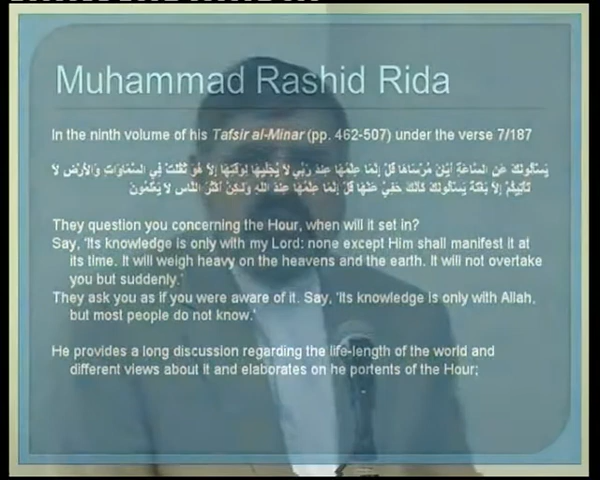 Muhammad Rashid Rida
In the ninth volume of his Tafsir al-Minar (pp. 462-507) under the verse 7/187
يَسْأَلُونَكَ عَنِ السَّاعَةِ أَيَّانَ مُرْسَاهَا قُلْ إِنَّمَا عِلْمُهَا عِندَ رَبِّي لاَ يُجَلِّيهَا لِوَقْتِهَا إِلاَّ هُوَ ثَقُلَتْ فِي السَّمَاوَاتِ وَالأَرْضِ لاَ
تَأْتِيكُمْ إِلاَّ بَغْتَةً يَسْأَلُونَكَ كَأَنَّكَ حَفِيٌّ عَنْهَا قُلْ إِنَّمَا عِلْمُهَا عِندَ اللّهِ وَلَكِنَّ أَكْثَرَ النَّاسِ لاَ يَعْلَمُونَ
They question you concerning the Hour, when will it set in?
Say, 'Its knowledge is only with my Lord: none except Him shall manifest it at
its time. It will weigh heavy on the heavens and the earth. It will not overtake
you but suddenly.'
They ask you as if you were aware of it. Say, 'Its knowledge is only with Allah,
but most people do not know.'
He provides a long discussion regarding the life-length of the world and
different views about it and elaborates on he portents of the Hour;